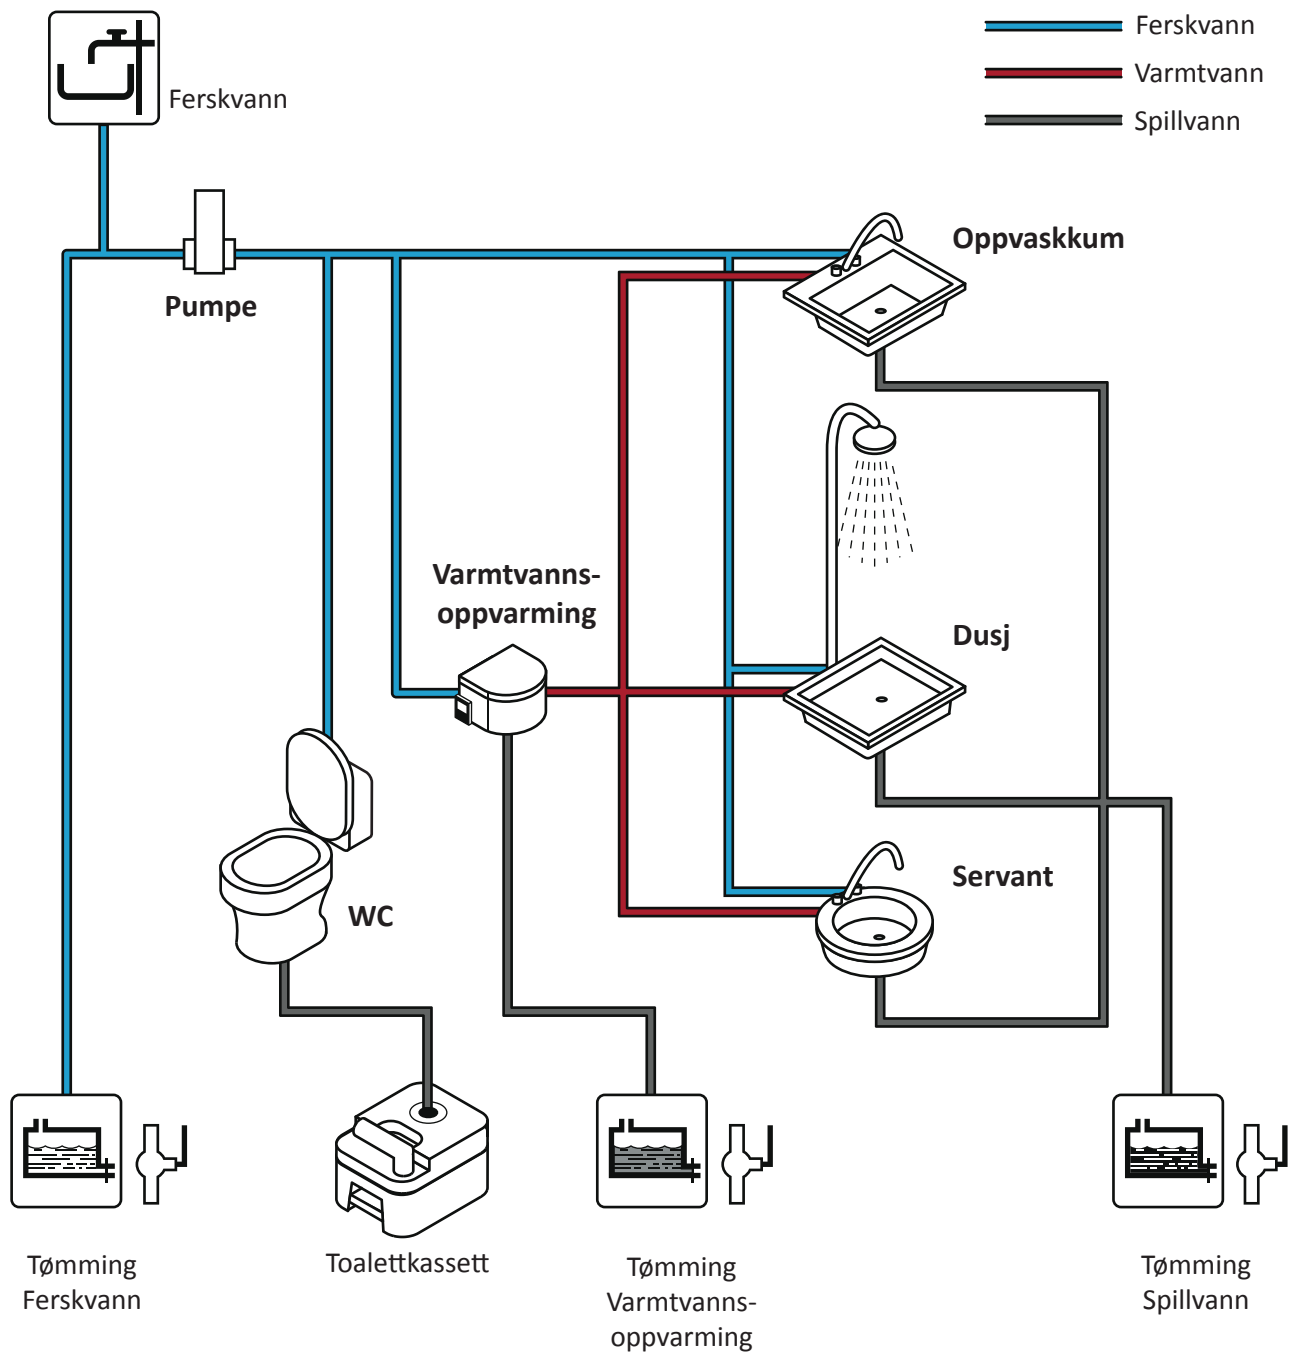 Ferskvann
Varmtvann
Spillvann
Ferskvann
Oppvaskkum
Pumpe
Varmtvanns-
oppvarming
Dusj
Servant
WC
Tømming
Ferskvann
Toalettkassett
Tømming
Varmtvanns-
oppvarming
Tømming
Spillvann